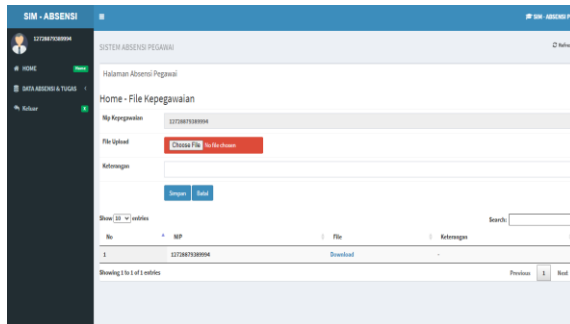 SIM - ABSENSI
SIM - ABSENSI P
12728879389994
SISTEM ABSENSI PEGAWAI
Refre
HOME
Home
Halaman Absensi Pegawai
DATA ABSENSI & TUGAS
Keluar
Home - File Kepegawaian
Nip Kepegawaian
12728879389994
File Upload
Choose File No file chosen
Keterangan
Simpan Batal
Show 10 entries
Search:
No NIP File Keterangan
1 12728879389994 Download -
Showing 1 to 1 of 1 entries
Previous 1 Next